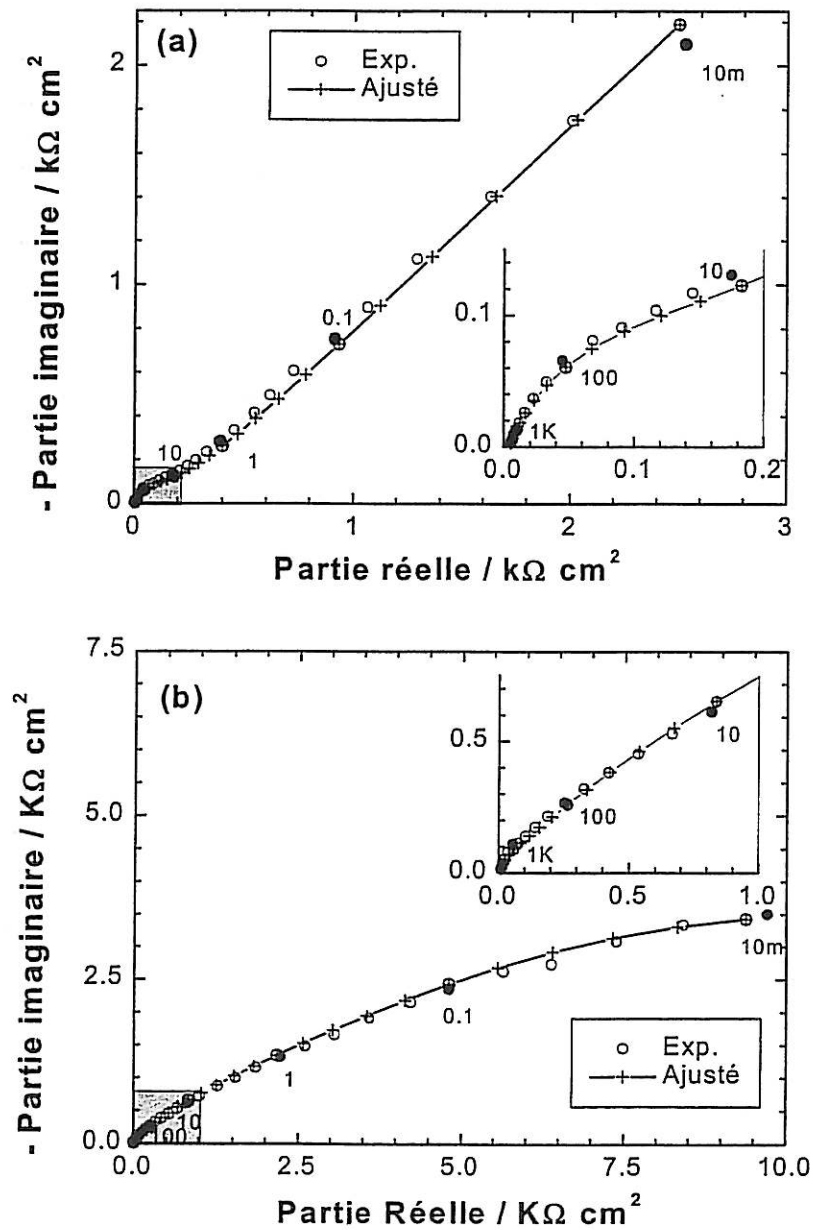 (a)
Exp.
Ajusté
10m
0.1
10
1
2
1
0
0 1 2 3
0.1
0.0
0.0 0.1 0.2
10
100
1K
- Partie imaginaire / kΩ cm²
Partie réelle / kΩ cm²
(b)
7.5
5.0
2.5
0.0
0.0 2.5 5.0 7.5 10.0
0.5
0.0
0.0 0.5 1.0
10
100
1K
10m
0.1
1
10
100
Exp.
Ajusté
- Partie imaginaire / KΩ cm²
Partie Réelle / KΩ cm²